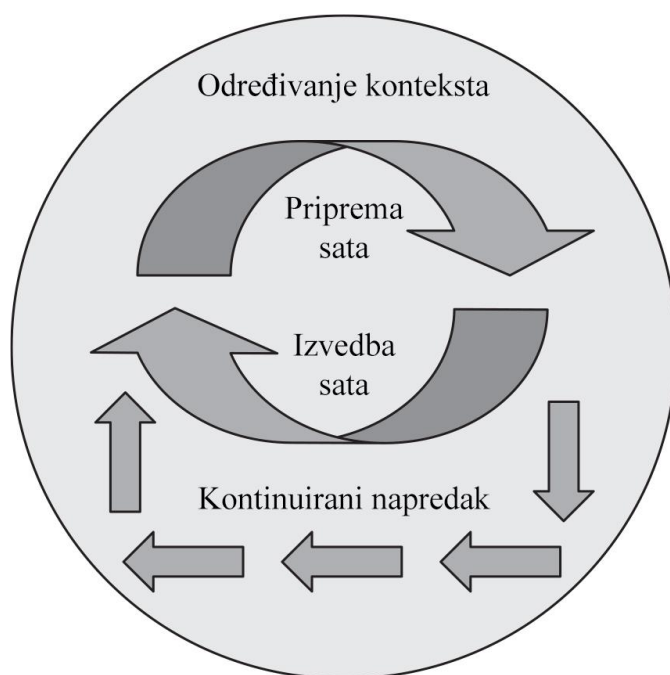 Određivanje konteksta
Priprema
sata
Izvedba
sata
Kontinuirani napredak